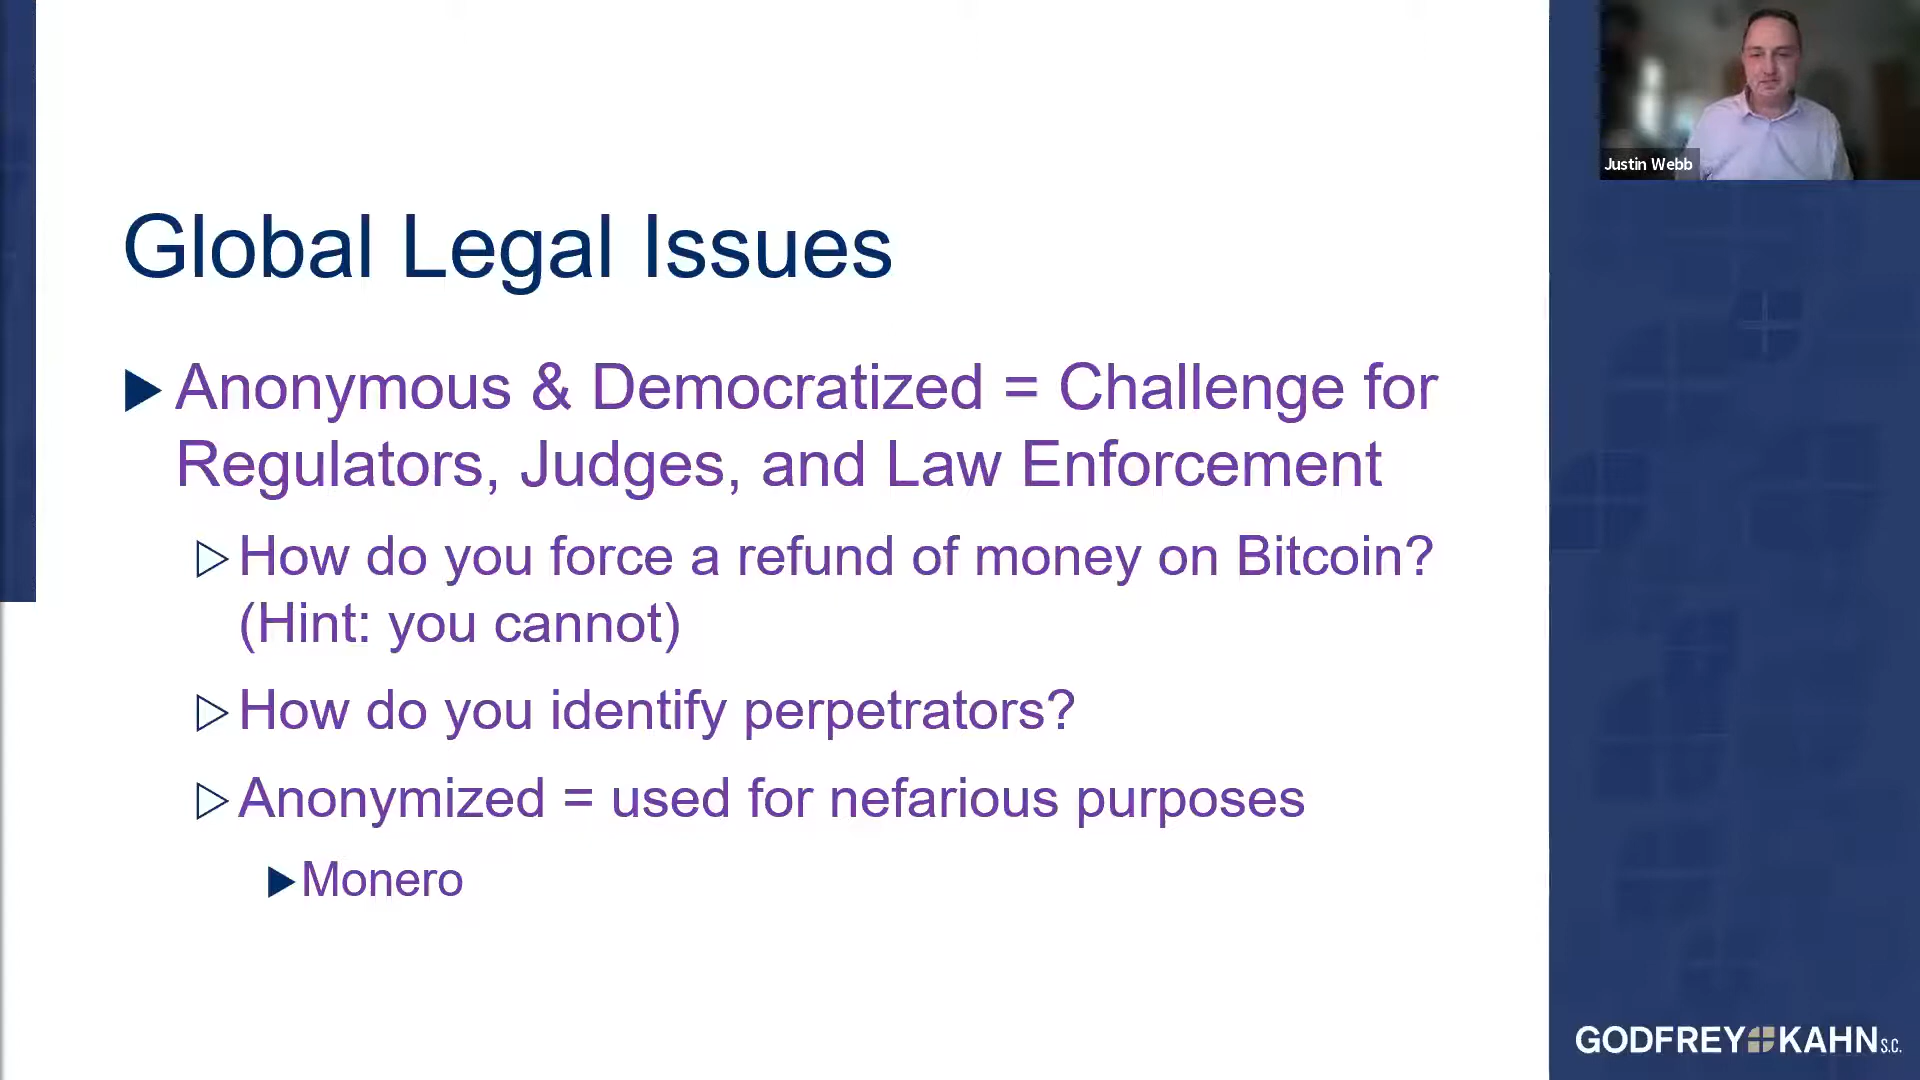 Justin Webb
Global Legal Issues
Anonymous & Democratized = Challenge for
Regulators, Judges, and Law Enforcement
How do you force a refund of money on Bitcoin?
(Hint: you cannot)
How do you identify perpetrators?
Anonymized = used for nefarious purposes
Monero
GODFREY KAHN S.C.